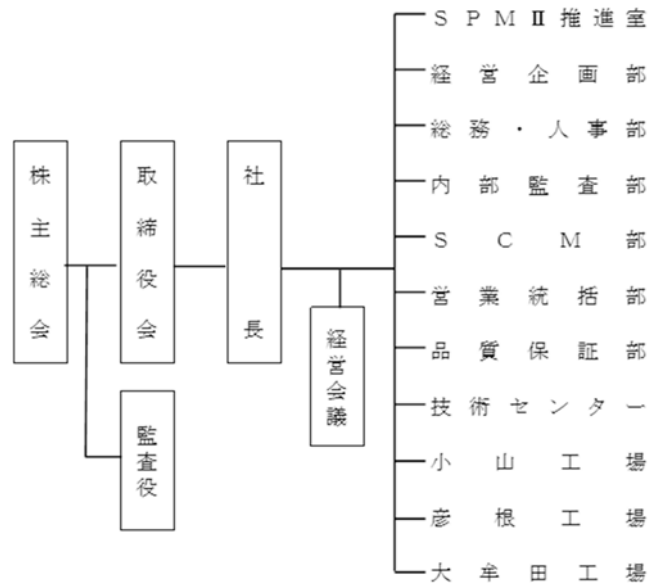 株主総会
取締役会
監査役
社長
経営会議
SPMⅡ推進室
経営企画部
総務・人事部
内部監査部
SCM部
営業統括部
品質保証部
技術センター
小山工場
彦根工場
大牟田工場